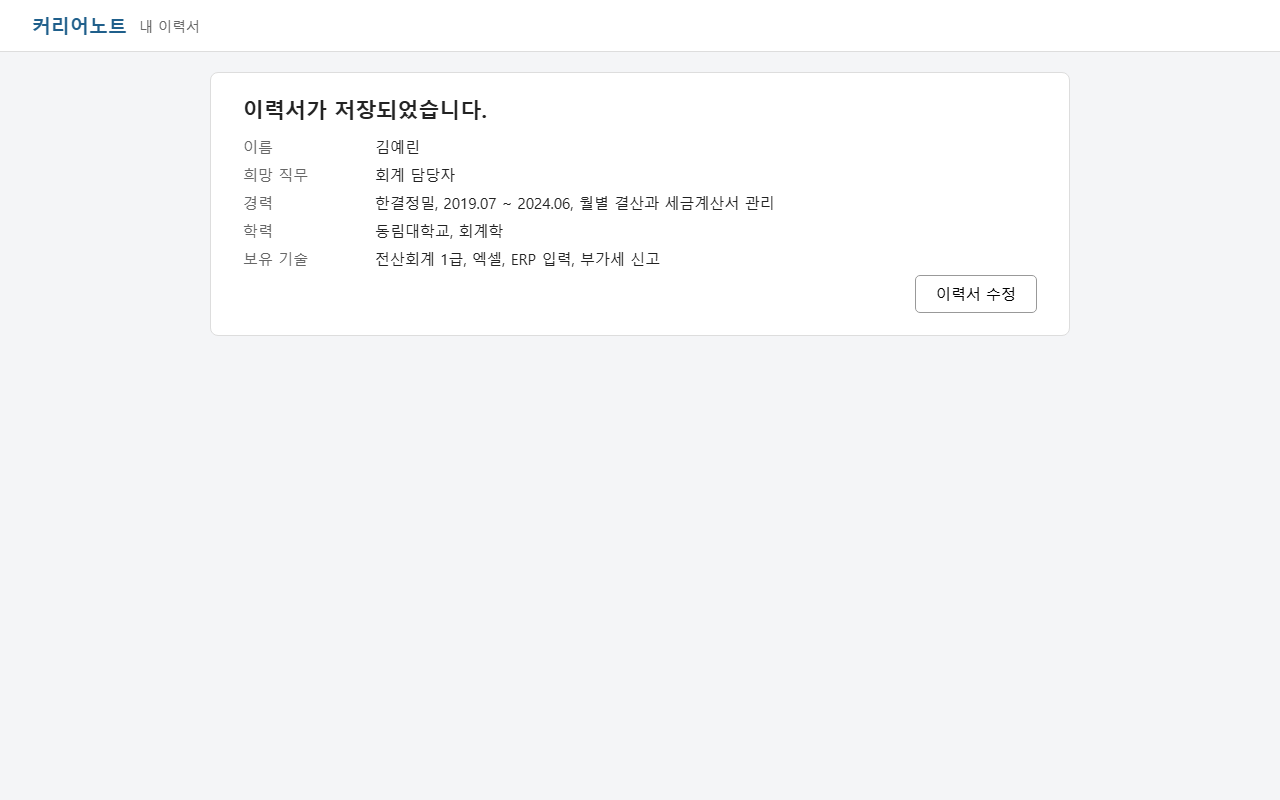 커리어노트 내 이력서
이력서가 저장되었습니다.
이름 김예린
희망 직무 회계 담당자
경력 한결정밀, 2019.07 ~ 2024.06, 월별 결산과 세금계산서 관리
학력 동림대학교, 회계학
보유 기술 전산회계 1급, 엑셀, ERP 입력, 부가세 신고
이력서 수정